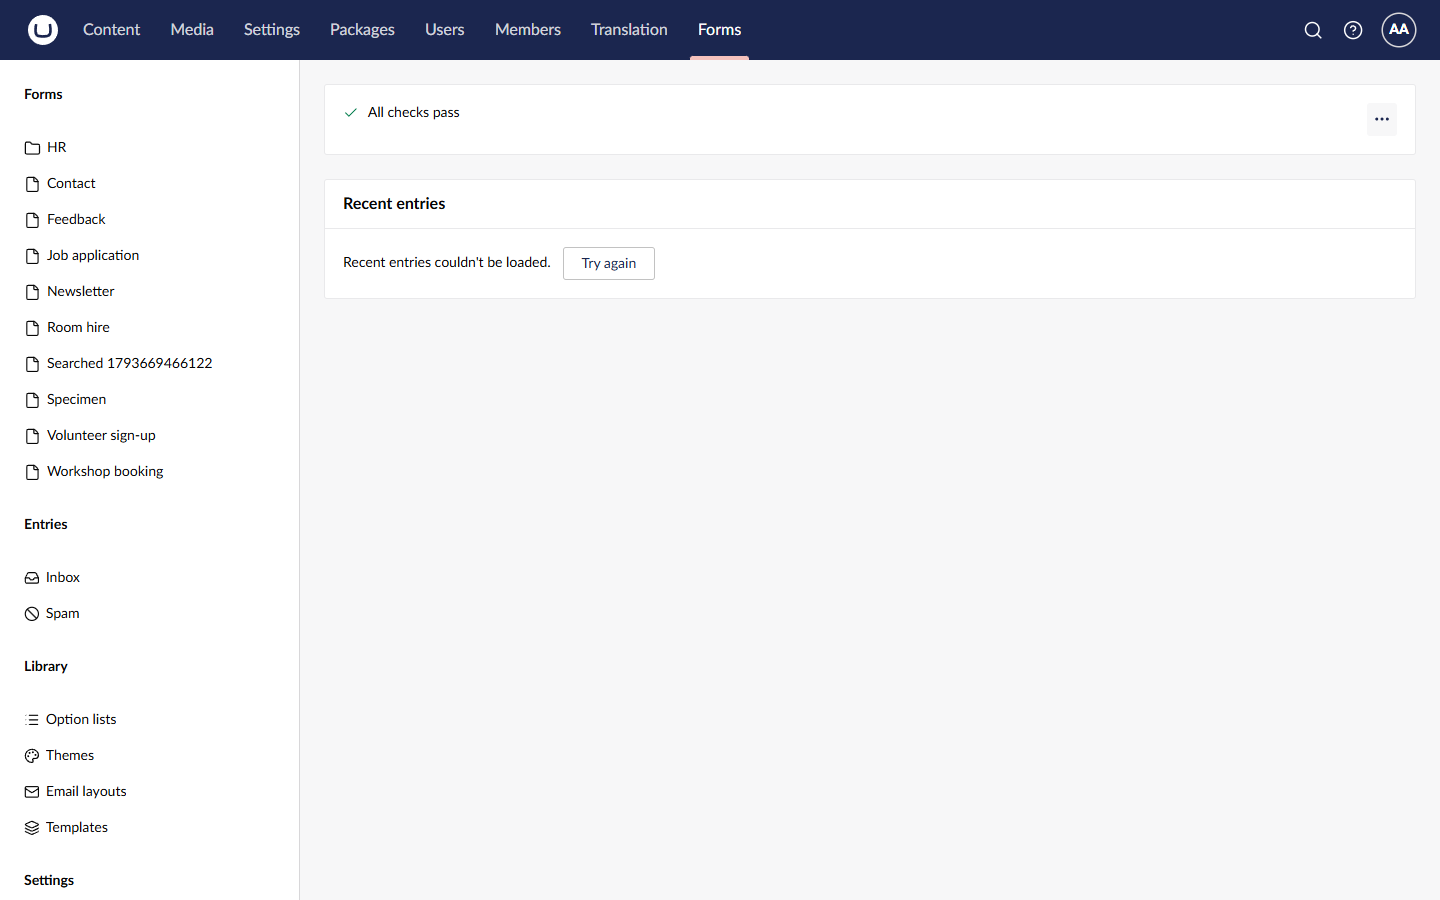 Content Media Settings Packages Users Members Translation Forms AA
Forms
HR
Contact
Feedback
Job application
Newsletter
Room hire
Searched 1793669466122
Specimen
Volunteer sign-up
Workshop booking
Entries
Inbox
Spam
Library
Option lists
Themes
Email layouts
Templates
Settings
All checks pass
Recent entries
Recent entries couldn't be loaded. Try again